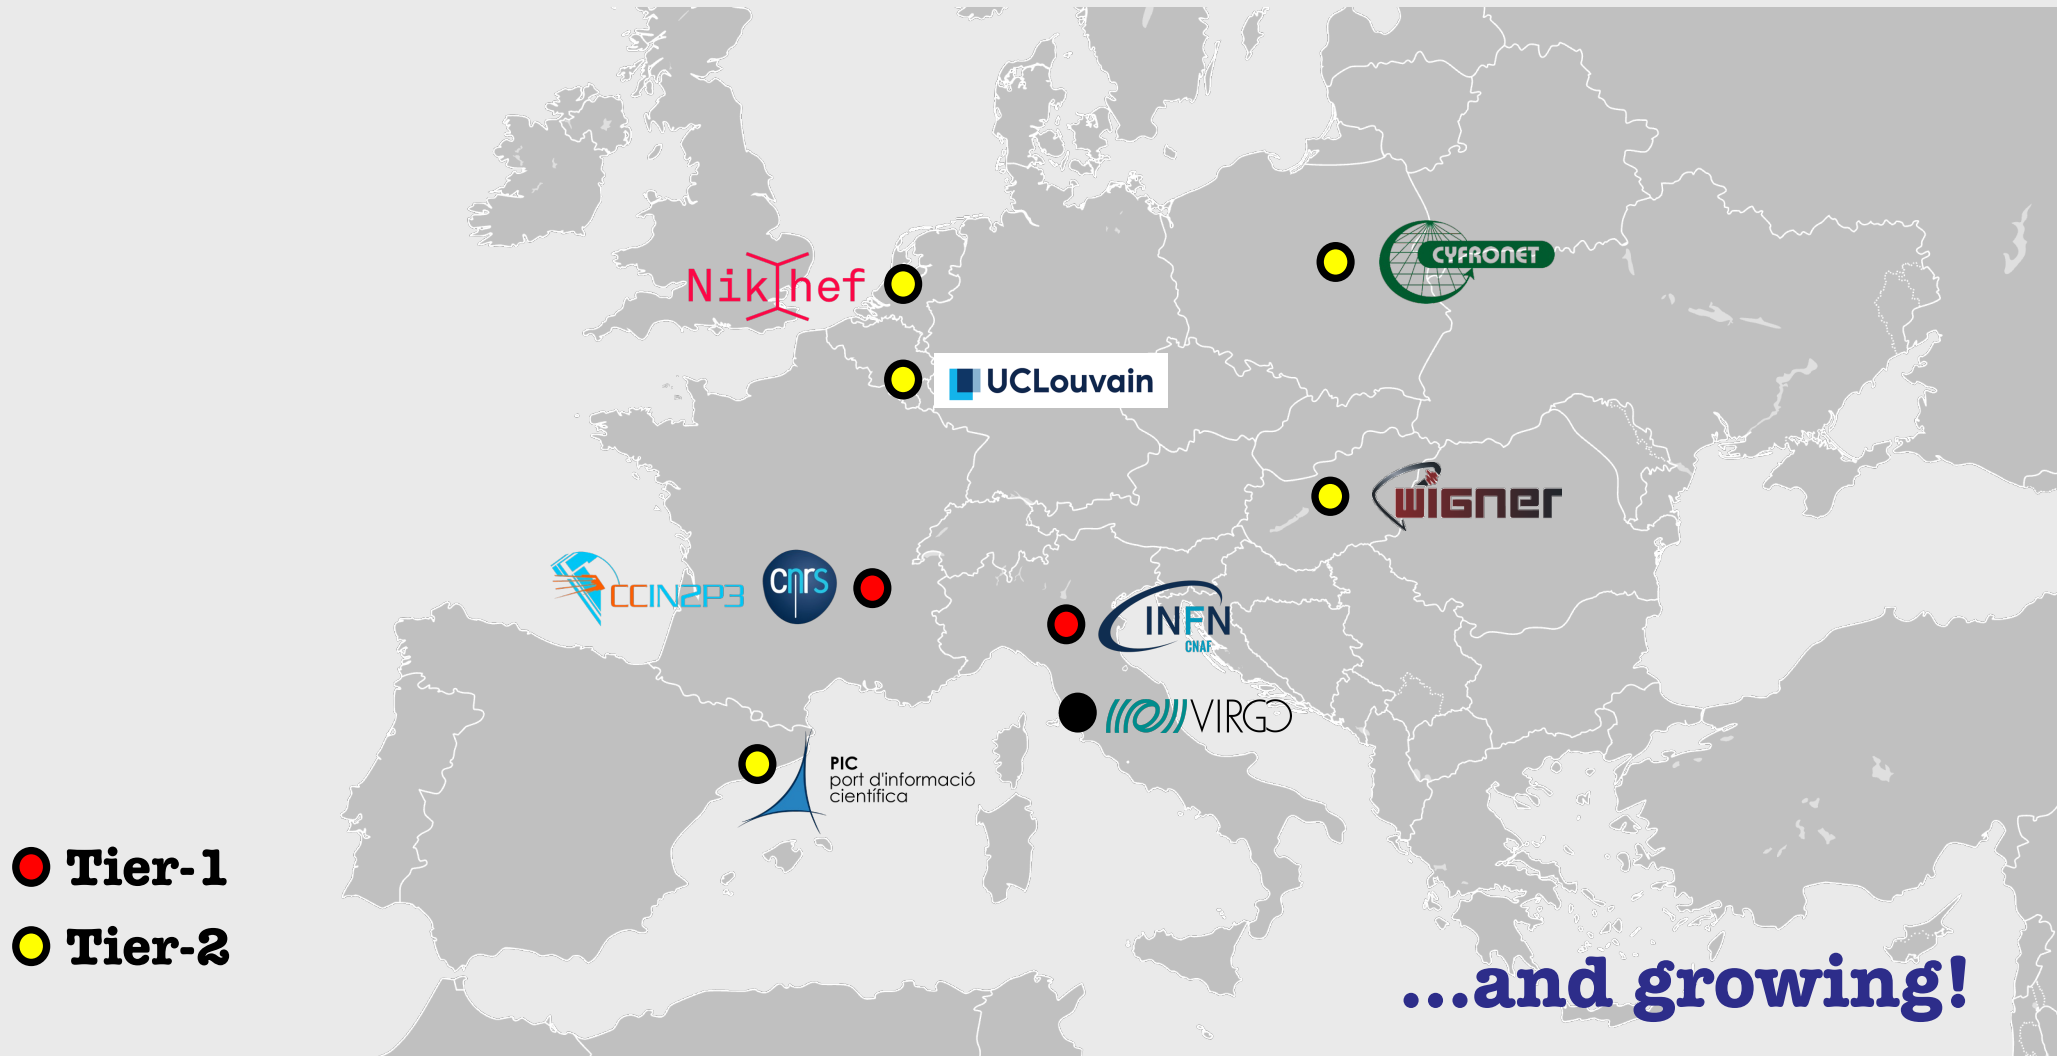 CYFRONET
Nikhef
UCLouvain
wigner
CCIN2P3
cnrs
INFN
CNAF
VIRGO
PIC
port d'informació
científica
Tier-1
Tier-2
...and growing!